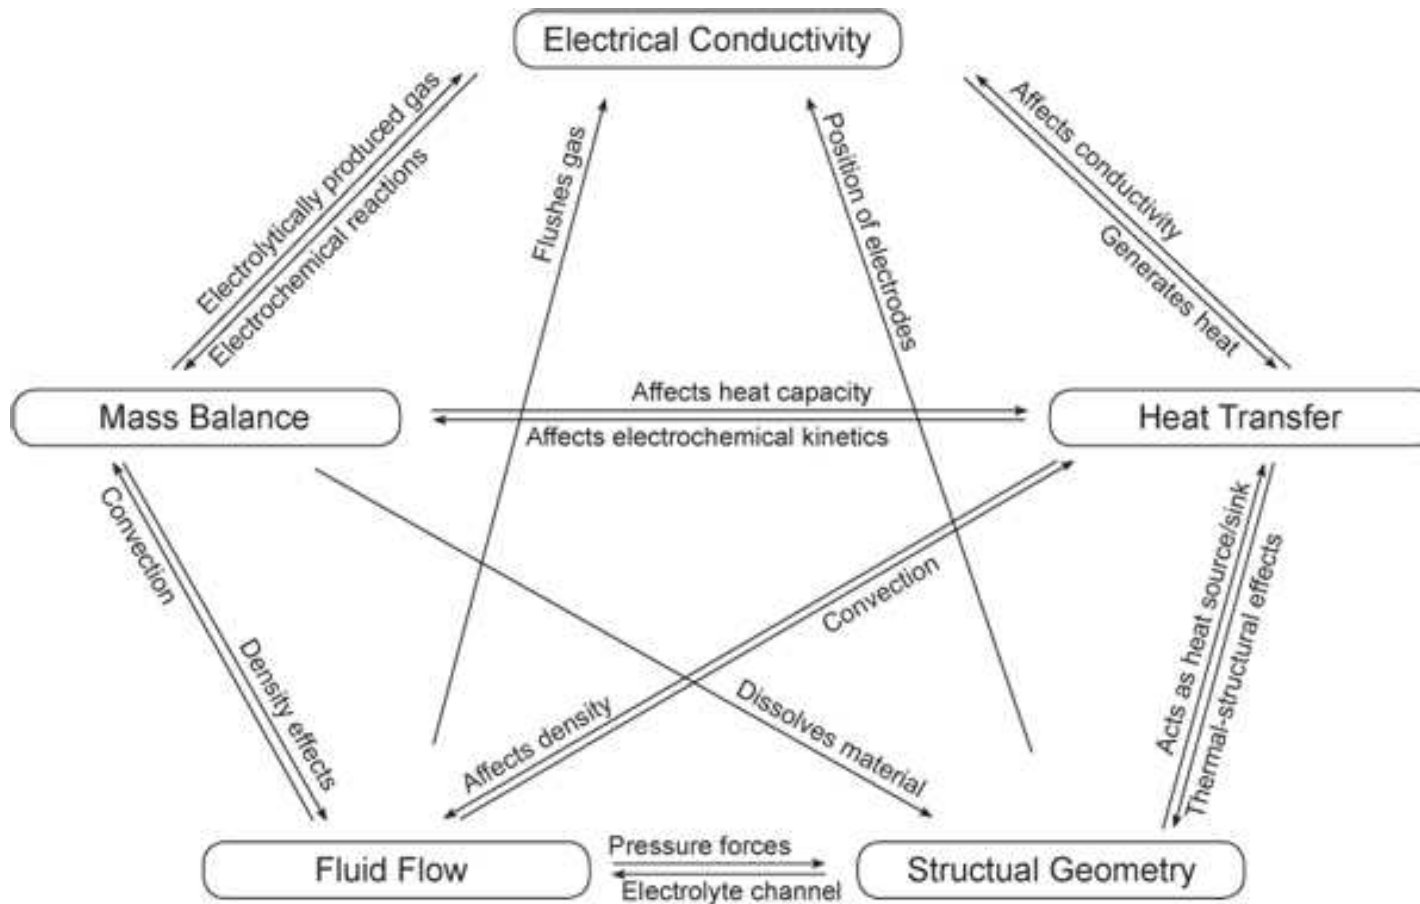 Electrical Conductivity
Electrolytically produced gas
Electrochemical reactions
Flushes gas
Position of electrodes
Affects conductivity
Generates heat
Mass Balance
Affects heat capacity
Affects electrochemical kinetics
Heat Transfer
Convection
Density effects
Affects density
Convection
Dissolves material
Acts as heat source/sink
Thermal-structural effects
Fluid Flow
Pressure forces
Electrolyte channel
Structual Geometry